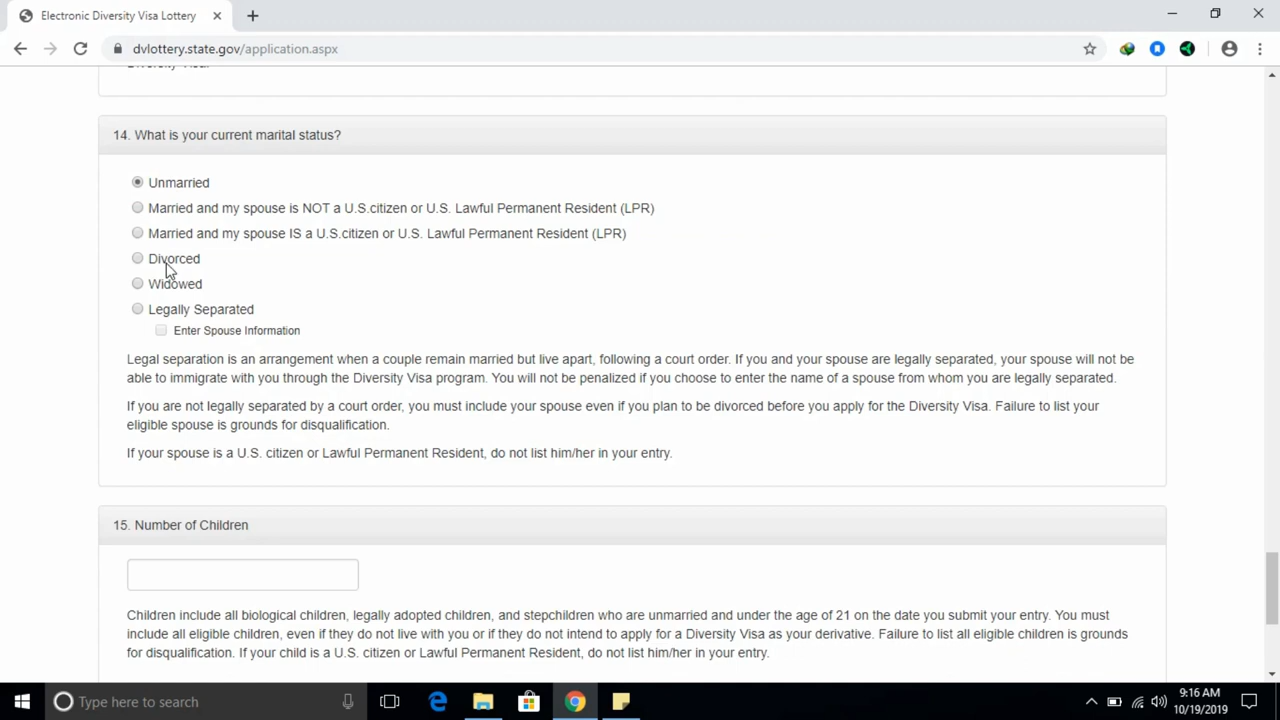 Electronic Diversity Visa Lottery
dvlottery.state.gov/application.aspx
14. What is your current marital status?
Unmarried
Married and my spouse is NOT a U.S.citizen or U.S. Lawful Permanent Resident (LPR)
Married and my spouse IS a U.S.citizen or U.S. Lawful Permanent Resident (LPR)
Divorced
Widowed
Legally Separated
Enter Spouse Information
Legal separation is an arrangement when a couple remain married but live apart, following a court order. If you and your spouse are legally separated, your spouse will not be
able to immigrate with you through the Diversity Visa program. You will not be penalized if you choose to enter the name of a spouse from whom you are legally separated.
If you are not legally separated by a court order, you must include your spouse even if you plan to be divorced before you apply for the Diversity Visa. Failure to list your
eligible spouse is grounds for disqualification.
If your spouse is a U.S. citizen or Lawful Permanent Resident, do not list him/her in your entry.
15. Number of Children
Children include all biological children, legally adopted children, and stepchildren who are unmarried and under the age of 21 on the date you submit your entry. You must
include all eligible children, even if they do not live with you or if they do not intend to apply for a Diversity Visa as your derivative. Failure to list all eligible children is grounds
for disqualification. If your child is a U.S. citizen or Lawful Permanent Resident, do not list him/her in your entry.
Type here to search
9:16 AM
10/19/2019